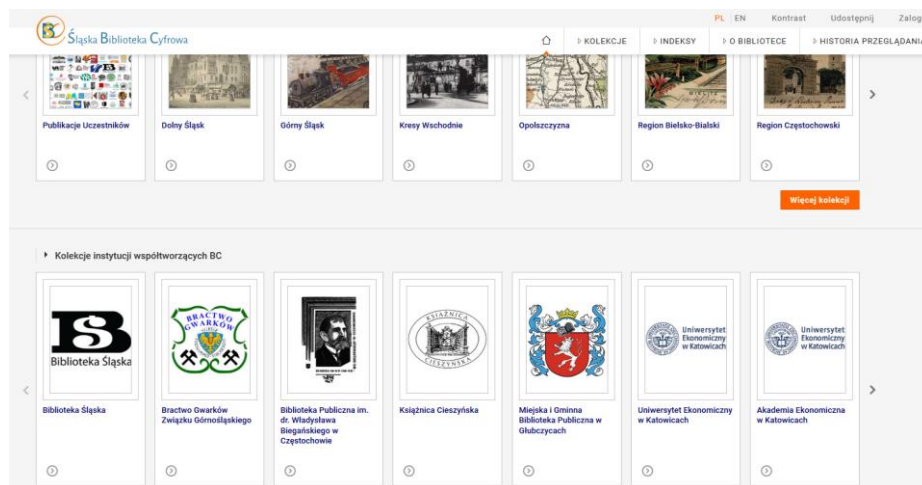 PL EN Kontrast Udostępnij Zalog
Śląska Biblioteka Cyfrowa
KOLEKCJE INDEKSY O BIBLIOTECE HISTORIA PRZEGLĄDANIA
Publikacje Uczestników
Dolny Śląsk
Górny Śląsk
Kresy Wschodnie
Opolszczyzna
Region Bielsko-Bialski
Region Częstochowski
Więcej kolekcji
Kolekcje instytucji współtworzących BC
BŚ
Biblioteka Śląska
BRACTWO
GWARKÓW
KSIĄŻNICA
CIESZYŃSKA
Uniwersytet
Ekonomiczny
w Katowicach
Uniwersytet
Ekonomiczny
w Katowicach
Biblioteka Śląska
Bractwo Gwarków
Związku Górnośląskiego
Biblioteka Publiczna im.
dr. Władysława
Biegańskiego w
Częstochowie
Książnica Cieszyńska
Miejska i Gminna
Biblioteka Publiczna w
Głubczycach
Uniwersytet Ekonomiczny
w Katowicach
Akademia Ekonomiczna
w Katowicach